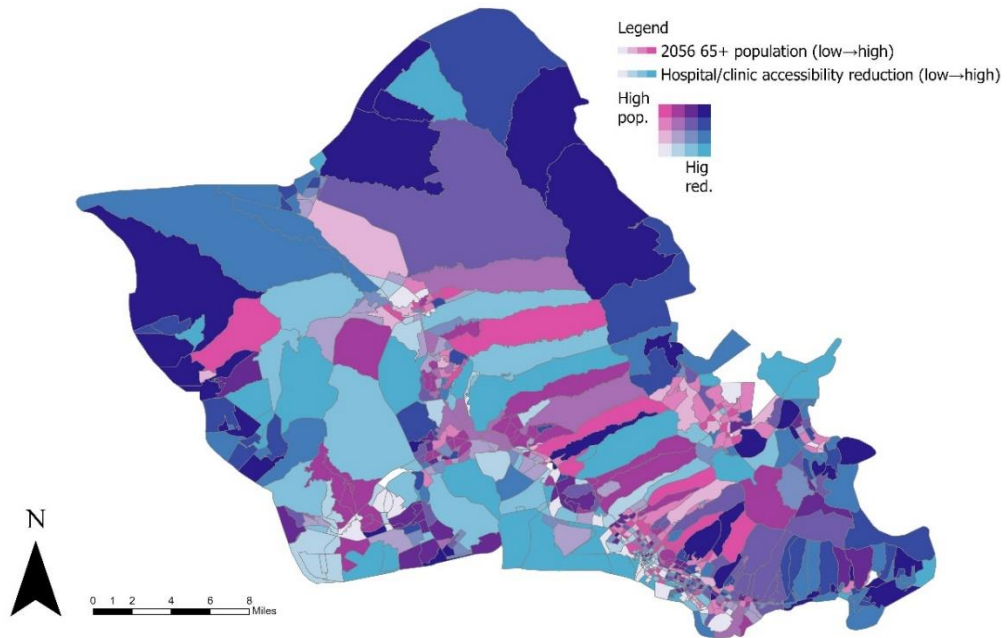 Legend
2056 65+ population (low→high)
Hospital/clinic accessibility reduction (low→high)
High
pop.
Hig
red.
N
0 1 2 4 6 8
Miles